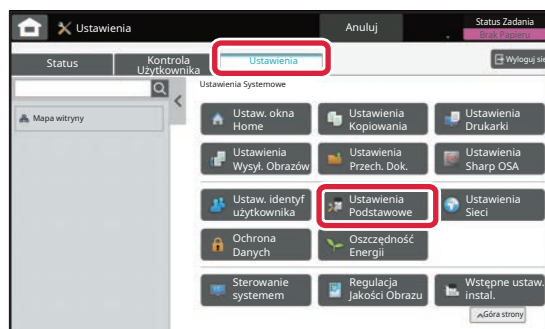 Ustawienia
Anuluj
Status Zadania
Brak Papieru
Status
Kontrola
Użytkownika
Ustawienia
Wyloguj się
Ustawienia Systemowe
Mapa witryny
Ustaw. okna
Home
Ustawienia
Kopiowania
Ustawienia
Drukarki
Ustawienia
Wysył. Obrazów
Ustawienia
Przech. Dok.
Ustawienia
Sharp OSA
Ustaw. identyf
użytkownika
Ustawienia
Podstawowe
Ustawienia
Sieci
Ochrona
Danych
Oszczędność
Energii
Sterowanie
systemem
Regulacja
Jakości Obrazu
Wstępne ustaw.
instal.
Góra strony